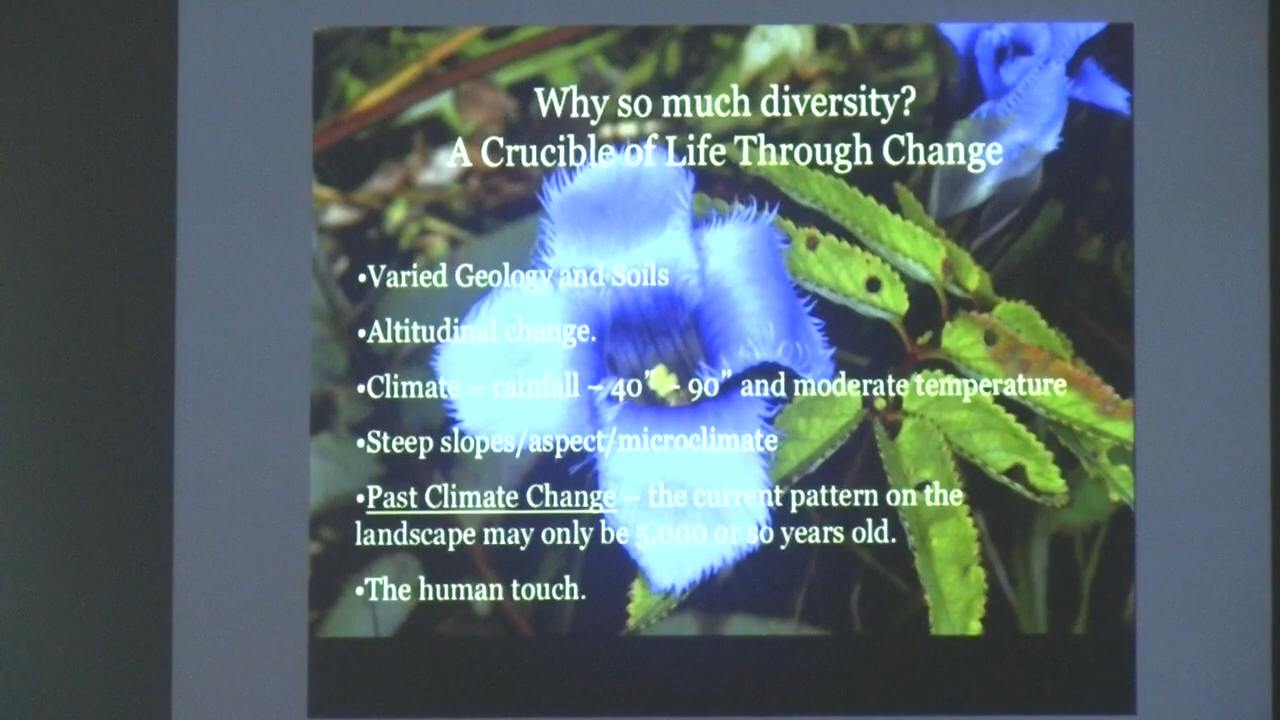 Why so much diversity?
A Crucible of Life Through Change
•Varied Geology and Soils
•Altitudinal change.
•Climate – rainfall – 40” - 90” and moderate temperature
•Steep slopes/aspect/microclimate
•Past Climate Change – the current pattern on the
landscape may only be 5,000 or so years old.
•The human touch.